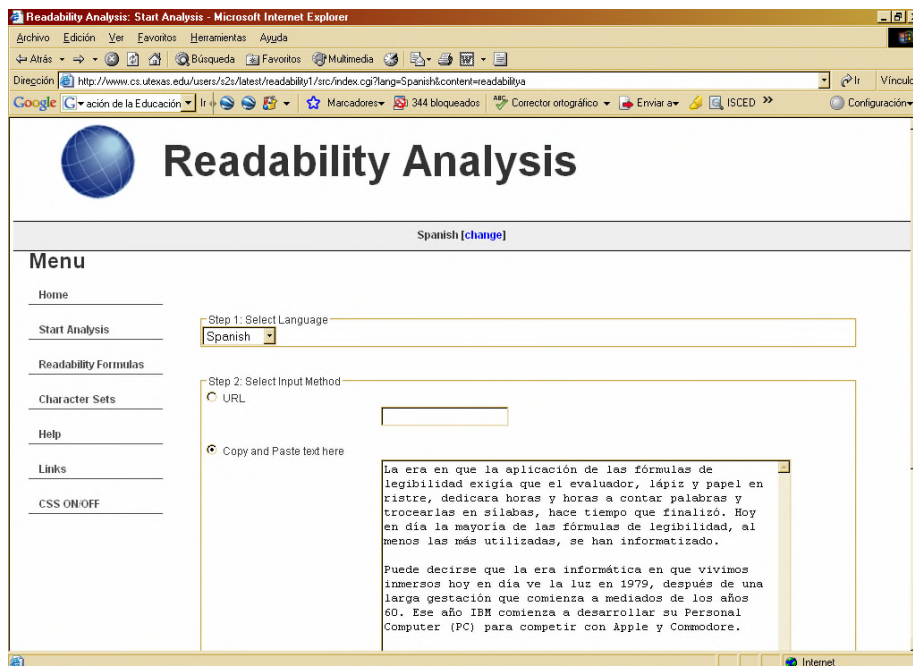 Readability Analysis: Start Analysis - Microsoft Internet Explorer
Archivo Edición Ver Favoritos Herramientas Ayuda
Atrás Búsqueda Favoritos Multimedia
Dirección http://www.cs.utexas.edu/users/s2s/latest/readability1/src/index.cgi?lang=Spanish&content=readabilitya Ir Vínculo
Google G ación de la Educación Ir Marcadores 344 bloqueados ABC Corrector ortográfico Enviar a ISCED » Configuración
Readability Analysis
Spanish [change]
Menu
Home
Start Analysis
Readability Formulas
Character Sets
Help
Links
CSS ON/OFF
Step 1: Select Language
Spanish
Step 2: Select Input Method
URL
Copy and Paste text here
La era en que la aplicación de las fórmulas de
legibilidad exigía que el evaluador, lápiz y papel en
ristre, dedicara horas y horas a contar palabras y
trocearlas en sílabas, hace tiempo que finalizó. Hoy
en día la mayoría de las fórmulas de legibilidad, al
menos las más utilizadas, se han informatizado.
Puede decirse que la era informática en que vivimos
inmersos hoy en día ve la luz en 1979, después de una
larga gestación que comienza a mediados de los años
60. Ese año IBM comienza a desarrollar su Personal
Computer (PC) para competir con Apple y Commodore.
Internet